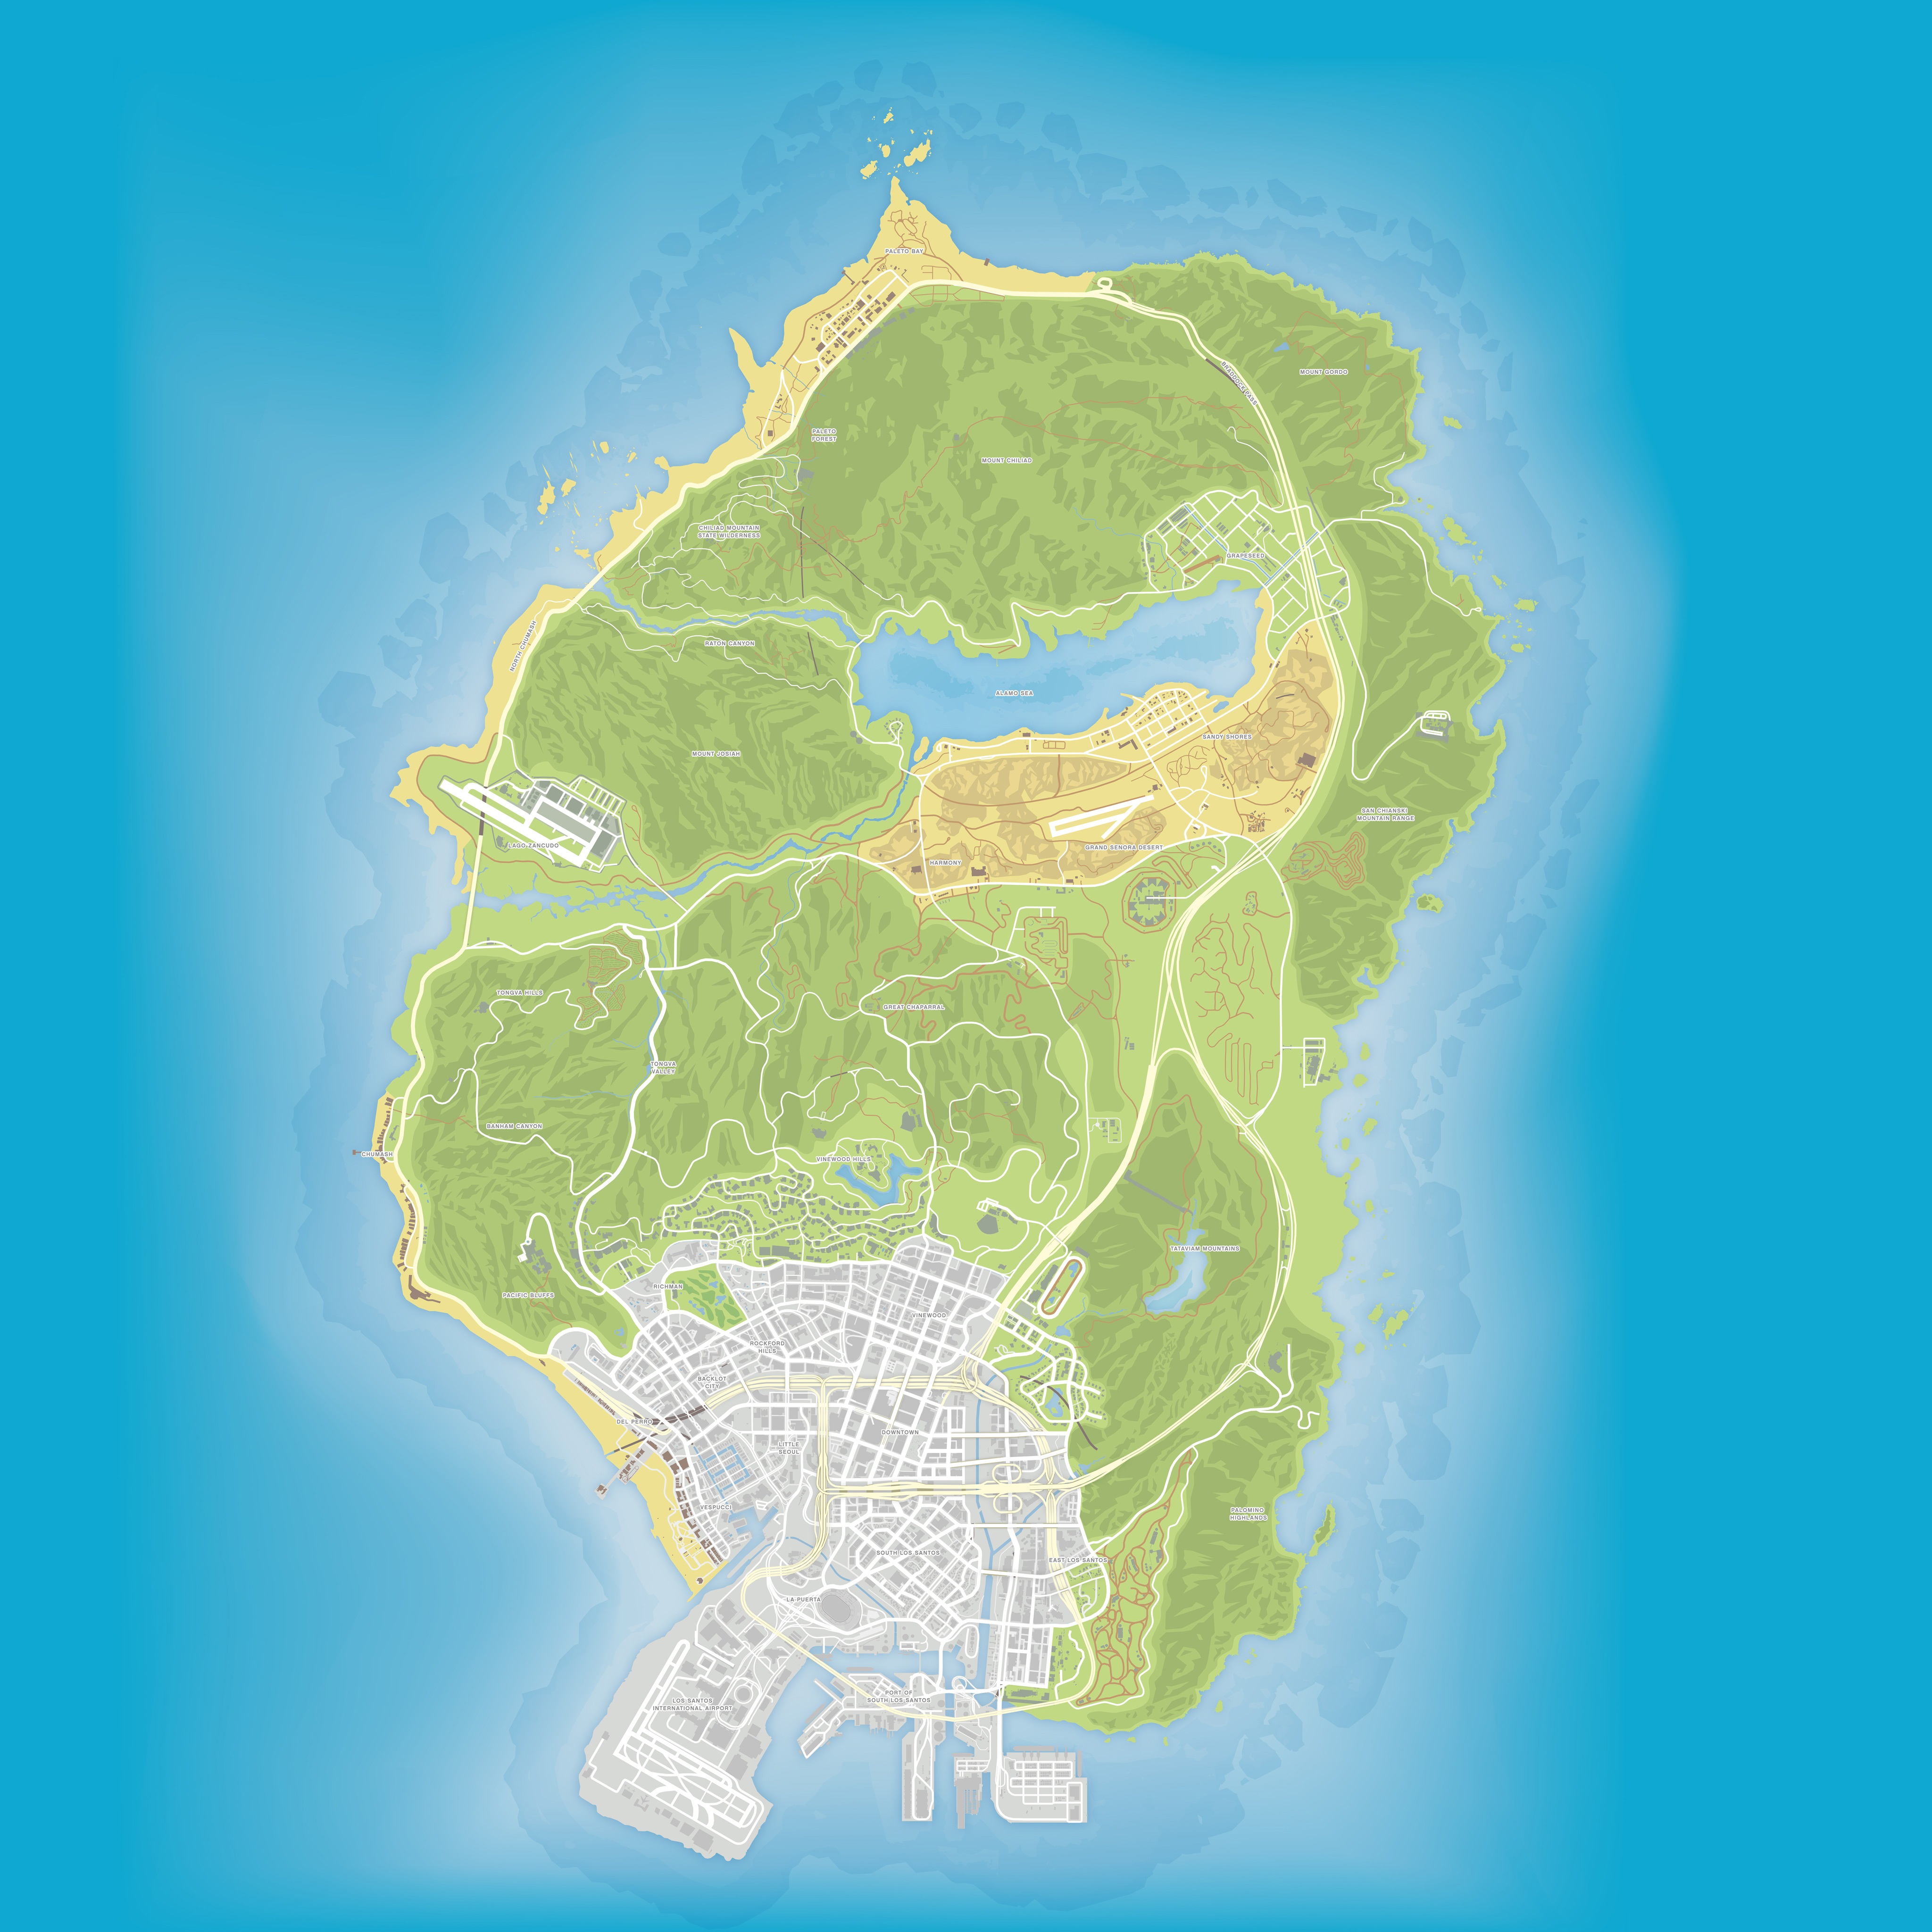 PALETO BAY
MOUNT GORDO
BRADDOCK PASS
PALETO
FOREST
MOUNT CHILIAD
CHILIAD MOUNTAIN
STATE WILDERNESS
GRAPESEED
NORTH CHUMASH
RATON CANYON
ALAMO SEA
SANDY SHORES
MOUNT JOSIAH
SAN CHIANSKI
MOUNTAIN RANGE
LAGO ZANCUDO
GRAND SENORA DESERT
HARMONY
TONGVA HILLS
GREAT CHAPARRAL
TONGVA
VALLEY
BANHAM CANYON
CHUMASH
VINEWOOD HILLS
TATAVIAM MOUNTAINS
RICHMAN
PACIFIC BLUFFS
VINEWOOD
ROCKFORD
HILLS
BACKLOT
CITY
DEL PERRO
DOWNTOWN
LITTLE
SEOUL
VESPUCCI
PALOMINO
HIGHLANDS
SOUTH LOS SANTOS
EAST LOS SANTOS
LA PUERTA
PORT OF
SOUTH LOS SANTOS
LOS SANTOS
INTERNATIONAL AIRPORT